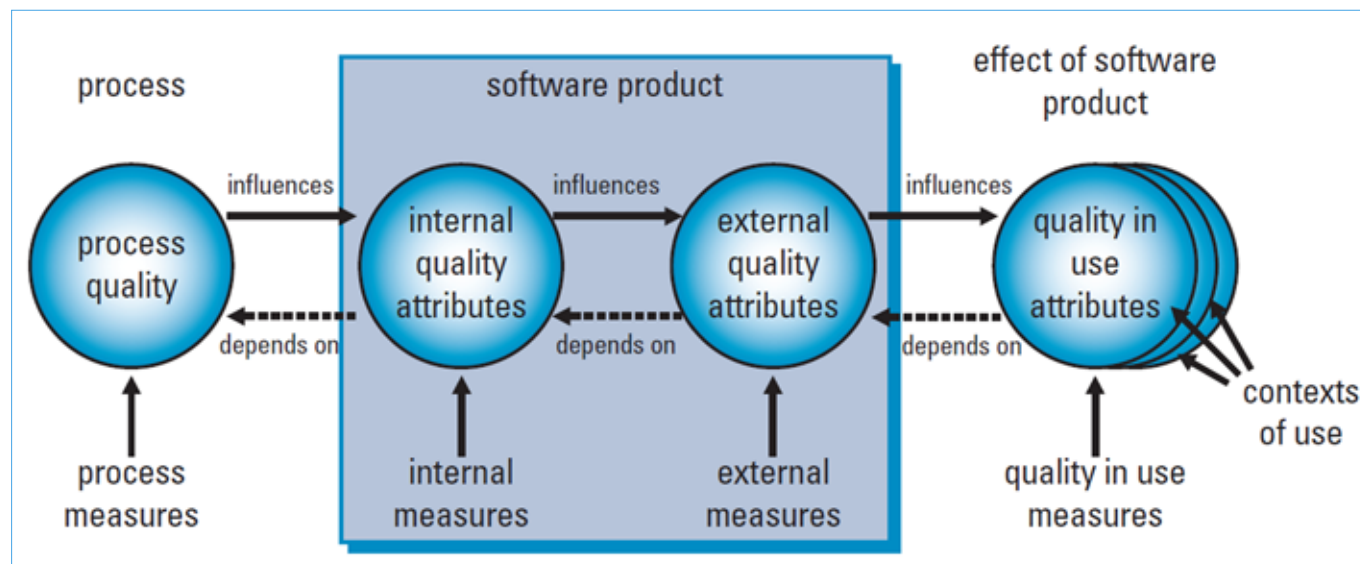 process
software product
effect of software
product
influences
influences
influences
process
quality
internal
quality
attributes
external
quality
attributes
quality in
use
attributes
depends on
depends on
depends on
contexts
of use
process
measures
internal
measures
external
measures
quality in use
measures